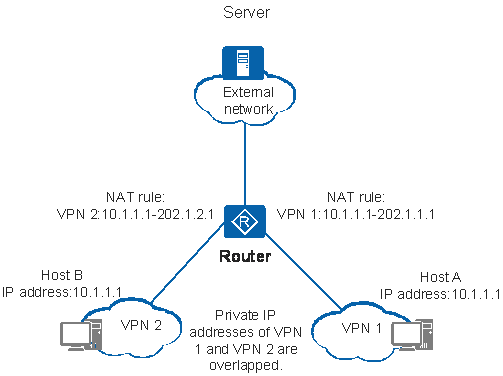 Server
External
network
NAT rule:
VPN 2:10.1.1.1-202.1.2.1
NAT rule:
VPN 1:10.1.1.1-202.1.1.1
R
Router
Host B
IP address:10.1.1.1
Host A
IP address:10.1.1.1
VPN 2
Private IP
addresses of VPN
1 and VPN 2 are
overlapped.
VPN 1